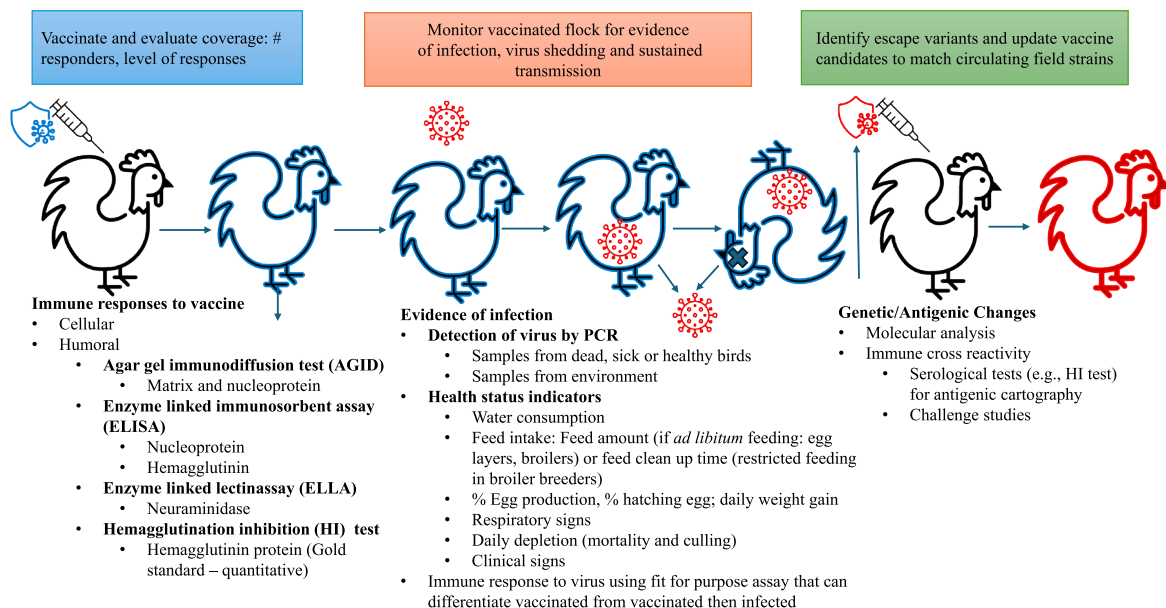 Vaccinate and evaluate coverage: #
responders, level of responses
Monitor vaccinated flock for evidence
of infection, virus shedding and sustained
transmission
Identify escape variants and update vaccine
candidates to match circulating field strains
Immune responses to vaccine
• Cellular
• Humoral
• Agar gel immunodiffusion test (AGID)
• Matrix and nucleoprotein
• Enzyme linked immunosorbent assay
(ELISA)
• Nucleoprotein
• Hemagglutinin
• Enzyme linked lectinassay (ELLA)
• Neuraminidase
• Hemagglutination inhibition (HI) test
• Hemagglutinin protein (Gold
standard – quantitative)
Evidence of infection
• Detection of virus by PCR
• Samples from dead, sick or healthy birds
• Samples from environment
• Health status indicators
• Water consumption
• Feed intake: Feed amount (if ad libitum feeding: egg
layers, broilers) or feed clean up time (restricted feeding
in broiler breeders)
• % Egg production, % hatching egg; daily weight gain
• Respiratory signs
• Daily depletion (mortality and culling)
• Clinical signs
• Immune response to virus using fit for purpose assay that can
differentiate vaccinated from vaccinated then infected
Genetic/Antigenic Changes
• Molecular analysis
• Immune cross reactivity
• Serological tests (e.g., HI test)
for antigenic cartography
• Challenge studies